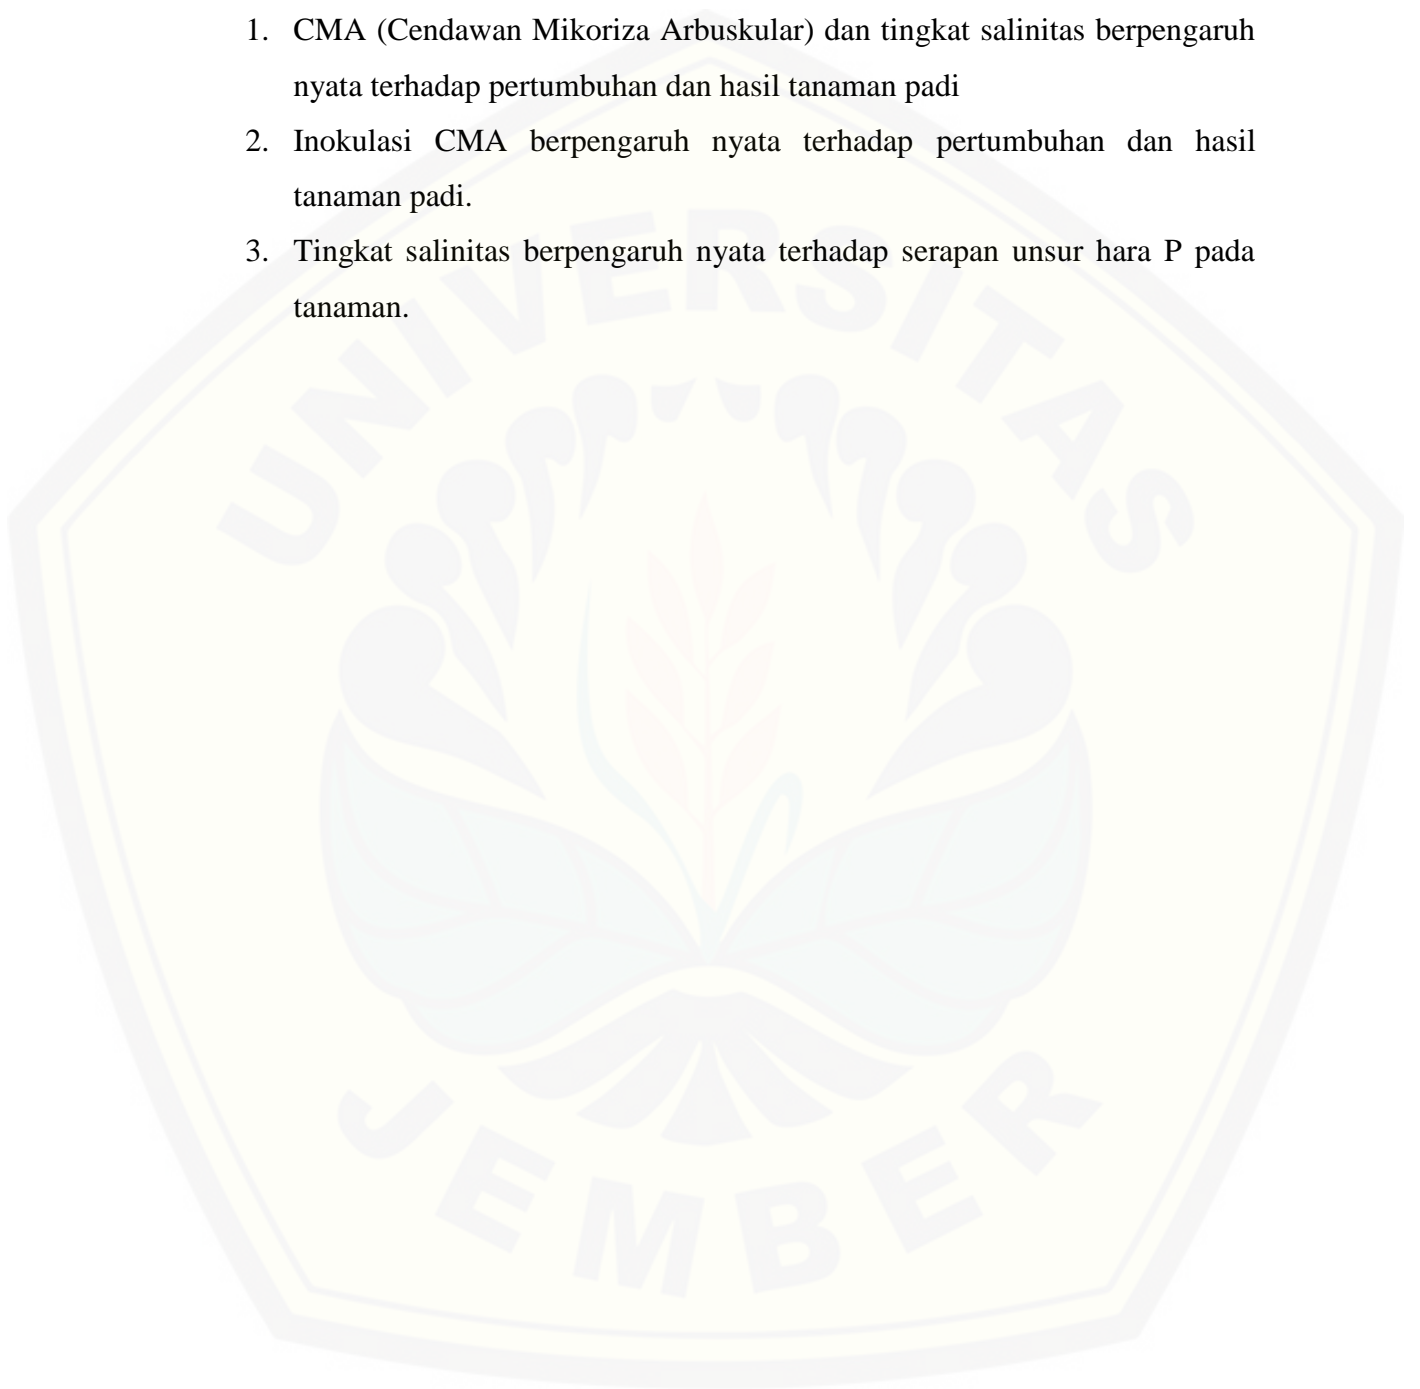 1. CMA (Cendawan Mikoriza Arbuskular) dan tingkat salinitas berpengaruh
nyata terhadap pertumbuhan dan hasil tanaman padi
2. Inokulasi CMA berpengaruh nyata terhadap pertumbuhan dan hasil
tanaman padi.
3. Tingkat salinitas berpengaruh nyata terhadap serapan unsur hara P pada
tanaman.
UNIVERSITAS
JEMBER